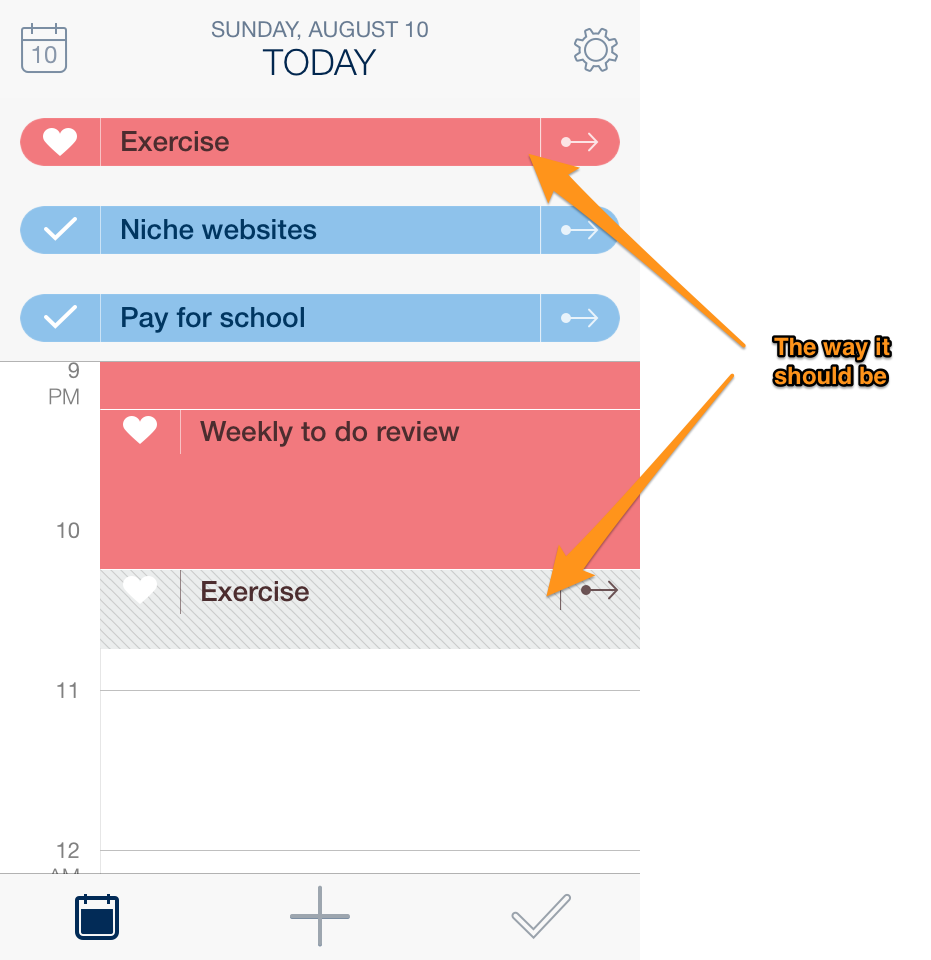 SUNDAY, AUGUST 10
10
TODAY
Exercise
Niche websites
Pay for school
The way it
should be
9
PM
Weekly to do review
10
Exercise
11
12
AM